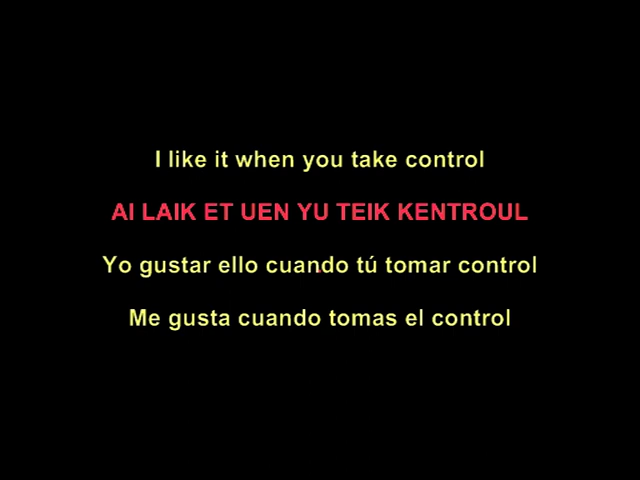 I like it when you take control
AI LAIK ET UEN YU TEIK KENTROUL
Yo gustar ello cuando tú tomar control
Me gusta cuando tomas el control